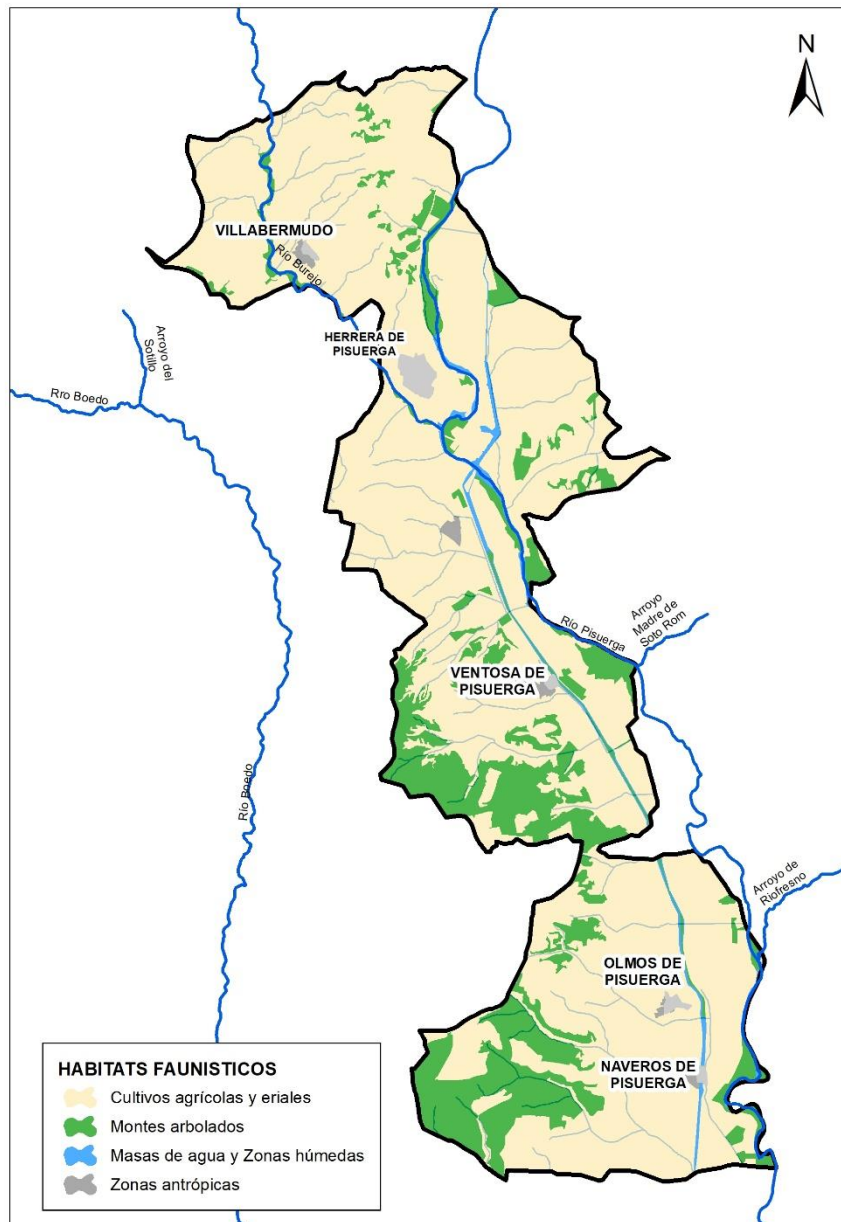 N
VILLABERMUDO
Río Burejo
HERRERA DE
PISUERGA
Arroyo del
Sotillo
Rro Boedo
Río Pisuerga
Arroyo
Madre de
Soto Rom
VENTOSA DE
PISUERGA
Río Boedo
Arroyo de
Riofresno
OLMOS DE
PISUERGA
NAVEROS DE
PISUERGA
HABITATS FAUNISTICOS
Cultivos agrícolas y eriales
Montes arbolados
Masas de agua y Zonas húmedas
Zonas antrópicas